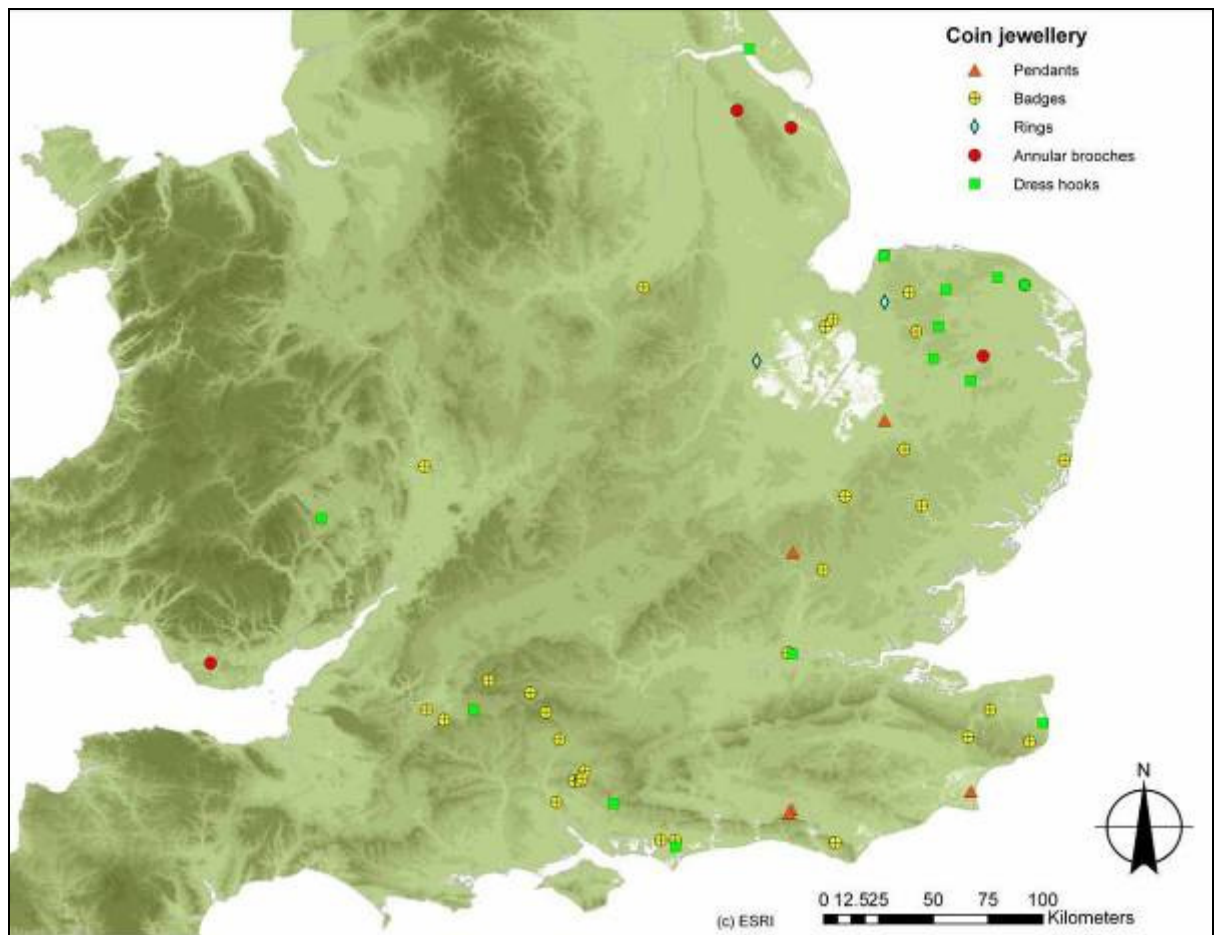 Coin jewellery
Pendants
Badges
Rings
Annular brooches
Dress hooks
N
0 12.525 50 75 100
Kilometers
(c) ESRI